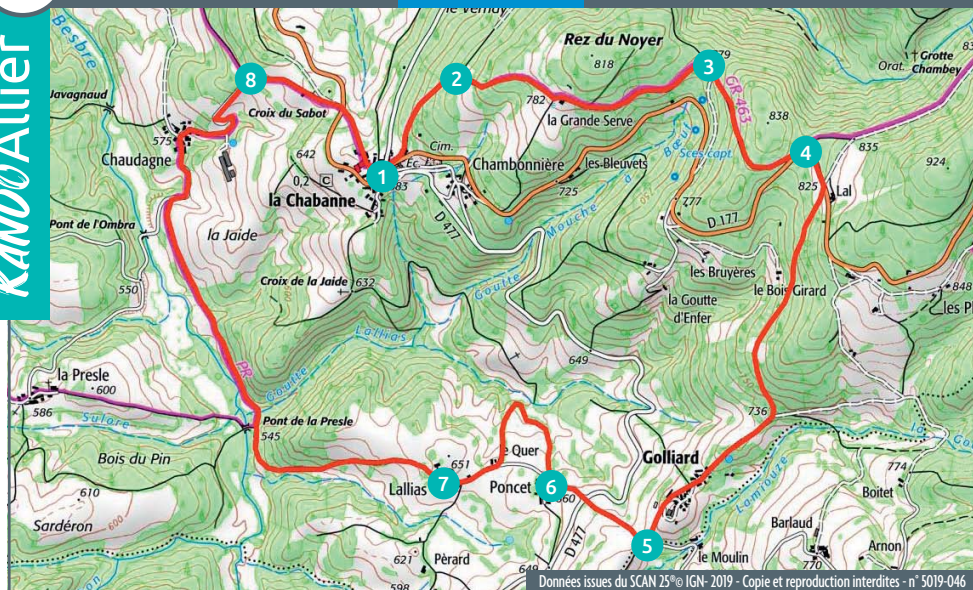 RANDOAllier
le Vernay
Besbre
Rez du Noyer
818
779
Orat.
Grotte
Chambey
Javagnaud
8
2
3
Croix du Sabot
782
la Grande Serve
GR 463
838
575
Chaudagne
642
Cim.
Éc.
Chambonnière
les Bleuvets
Bœuf
Sces capt.
4
835
924
1
0,2 C
la Chabanne
725
777
825
Lal
Pont de l'Ombra
la Jaide
D 477
Mouche
D 177
550
Croix de la Jaide
632
Goutte
les Bruyères
le Bois Girard
la Goutte
d'Enfer
848
les Pl
Lallias
Goutte
649
la Presle
600
PR
586
Sulare
Pont de la Presle
545
736
Bois du Pin
651
le Quer
Golliard
Lamiouze
610
Lallias
7
Poncet
6
660
774
Boitet
Sardéron
600
5
Barlaud
621
Pèrard
649
D 477
le Moulin
Arnon
598
770
Données issues du SCAN 25®© IGN- 2019 - Copie et reproduction interdites - n° 5019-046